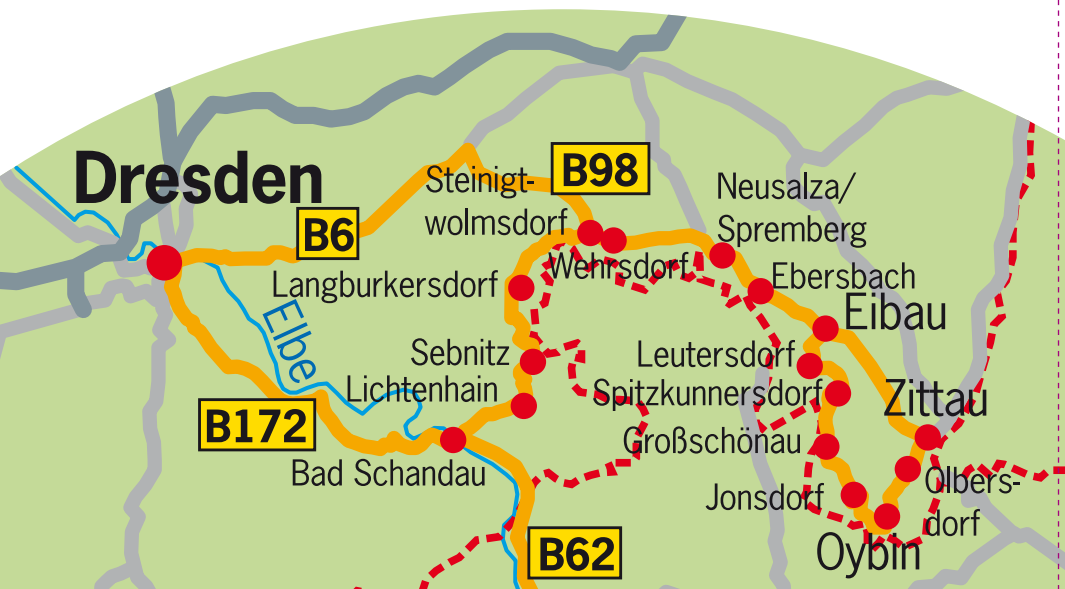 Dresden
B98
B6
Steinigt-
wolmsdorf
Neusalza/
Spremberg
Wehrsdorf
Langburkersdorf
Ebersbach
Eibau
Elbe
Sebnitz
Leutersdorf
Lichtenhain
Spitzkunnersdorf
Zittau
B172
Großschönau
Bad Schandau
Jonsdorf
Olbers-
dorf
Oybin
B62